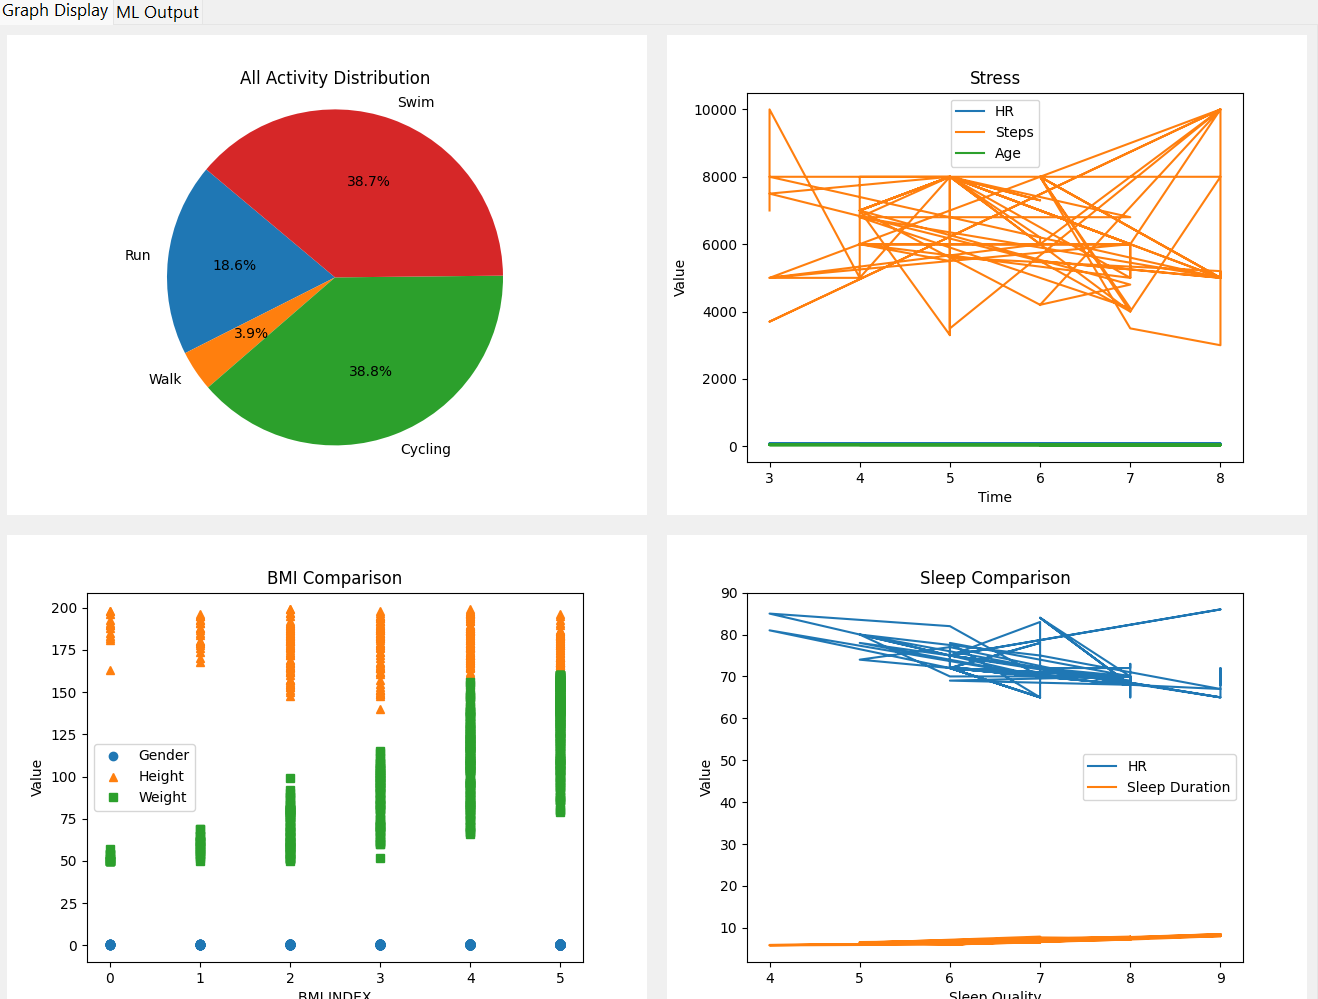 Graph Display ML Output
All Activity Distribution
Swim
38.7%
Run
18.6%
3.9%
Walk
38.8%
Cycling
Stress
10000
8000
6000
4000
2000
0
Value
HR
Steps
Age
3 4 5 6 7 8
Time
BMI Comparison
200
175
150
125
100
75
50
25
0
Value
Gender
Height
Weight
0 1 2 3 4 5
BMI INDEX
Sleep Comparison
90
80
70
60
50
40
30
20
10
Value
HR
Sleep Duration
4 5 6 7 8 9
Sleep Quality